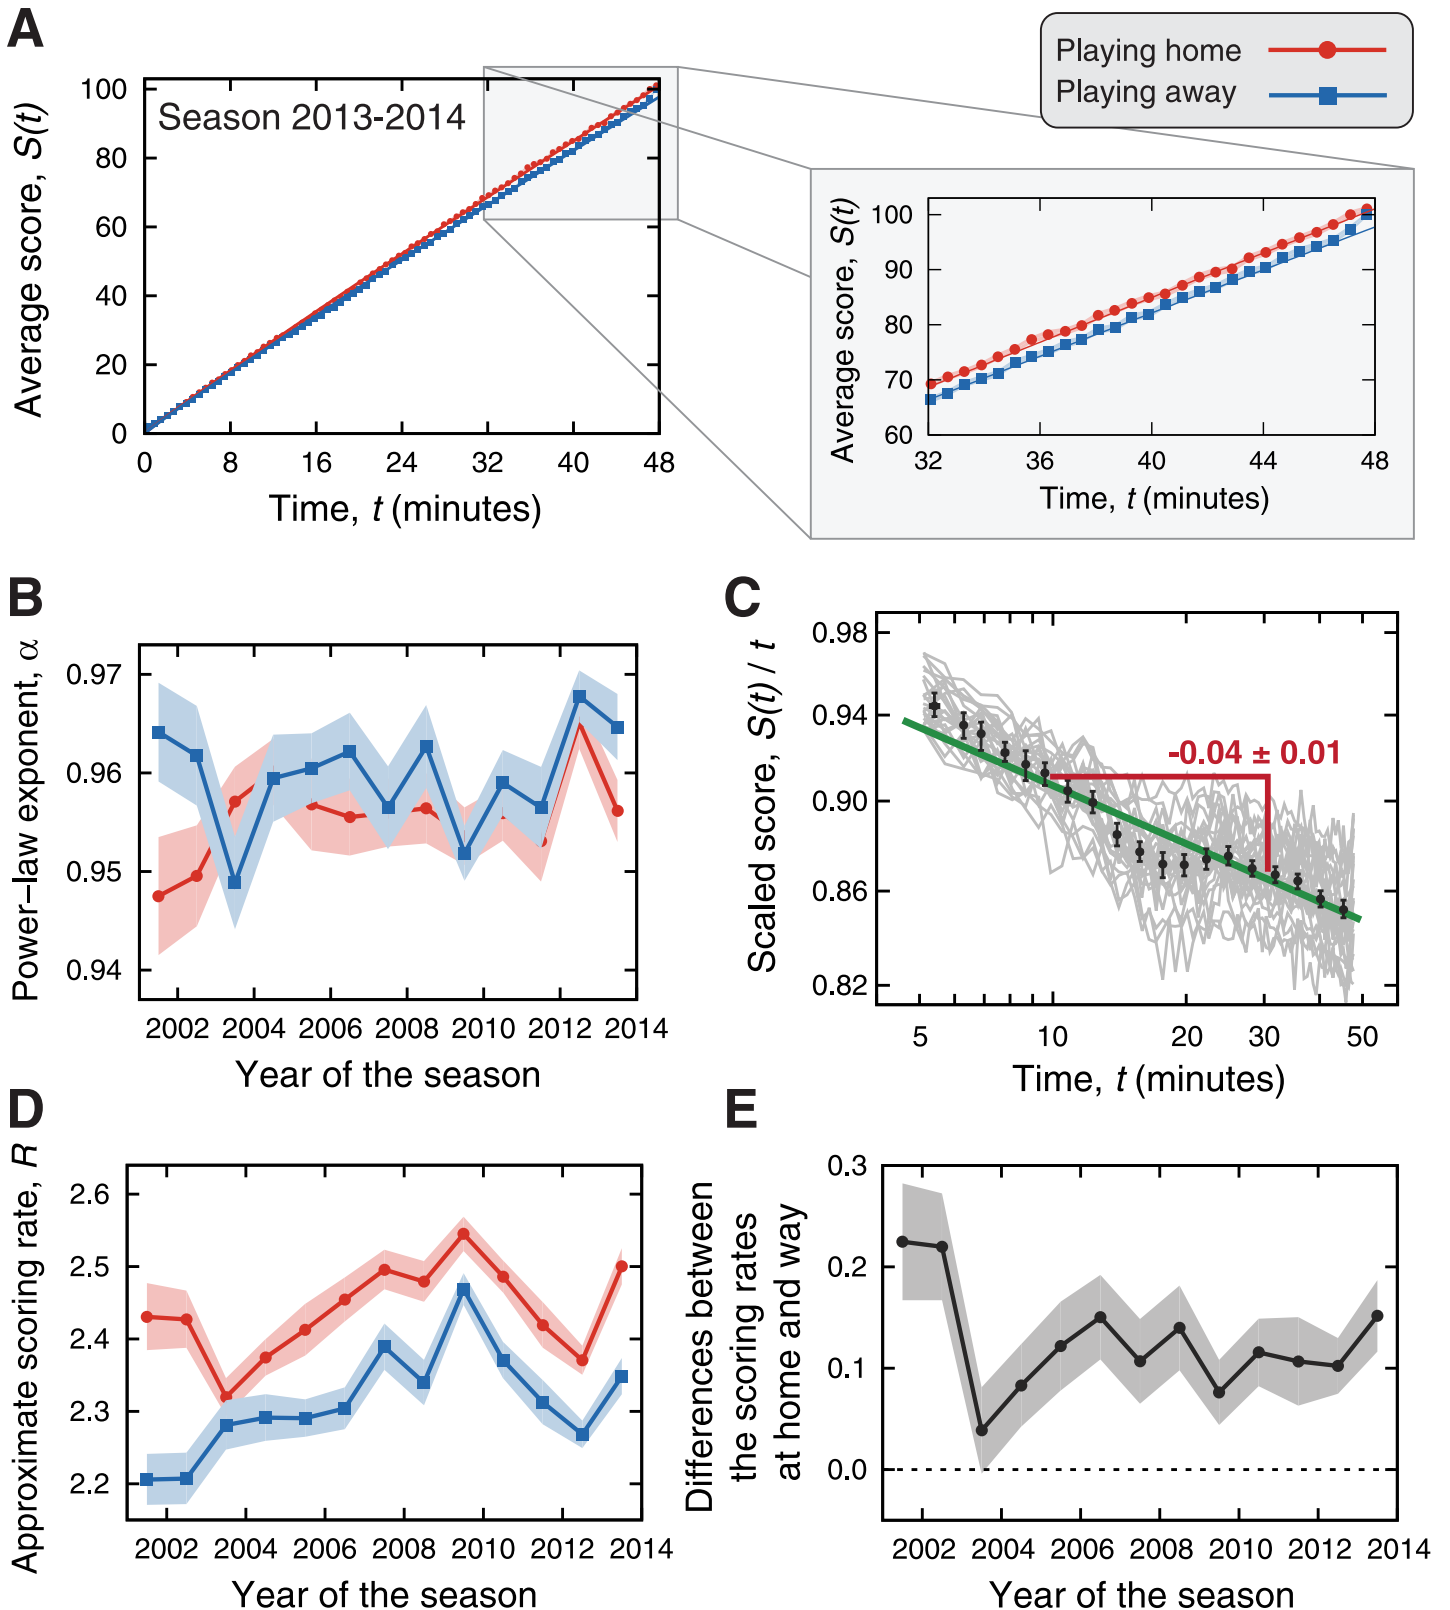 A
Playing home
Playing away
Season 2013-2014
Average score, S(t)
100
80
60
40
20
0
0 8 16 24 32 40 48
Time, t (minutes)
Average score, S(t)
100
90
80
70
60
32 36 40 44 48
Time, t (minutes)
B
Power–law exponent, α
0.97
0.96
0.95
0.94
2002 2004 2006 2008 2010 2012 2014
Year of the season
C
Scaled score, S(t) / t
0.98
0.94
0.90
0.86
0.82
-0.04 ± 0.01
5 10 20 30 50
Time, t (minutes)
D
Approximate scoring rate, R
2.6
2.5
2.4
2.3
2.2
2002 2004 2006 2008 2010 2012 2014
Year of the season
E
Differences between
the scoring rates
at home and way
0.3
0.2
0.1
0.0
2002 2004 2006 2008 2010 2012 2014
Year of the season